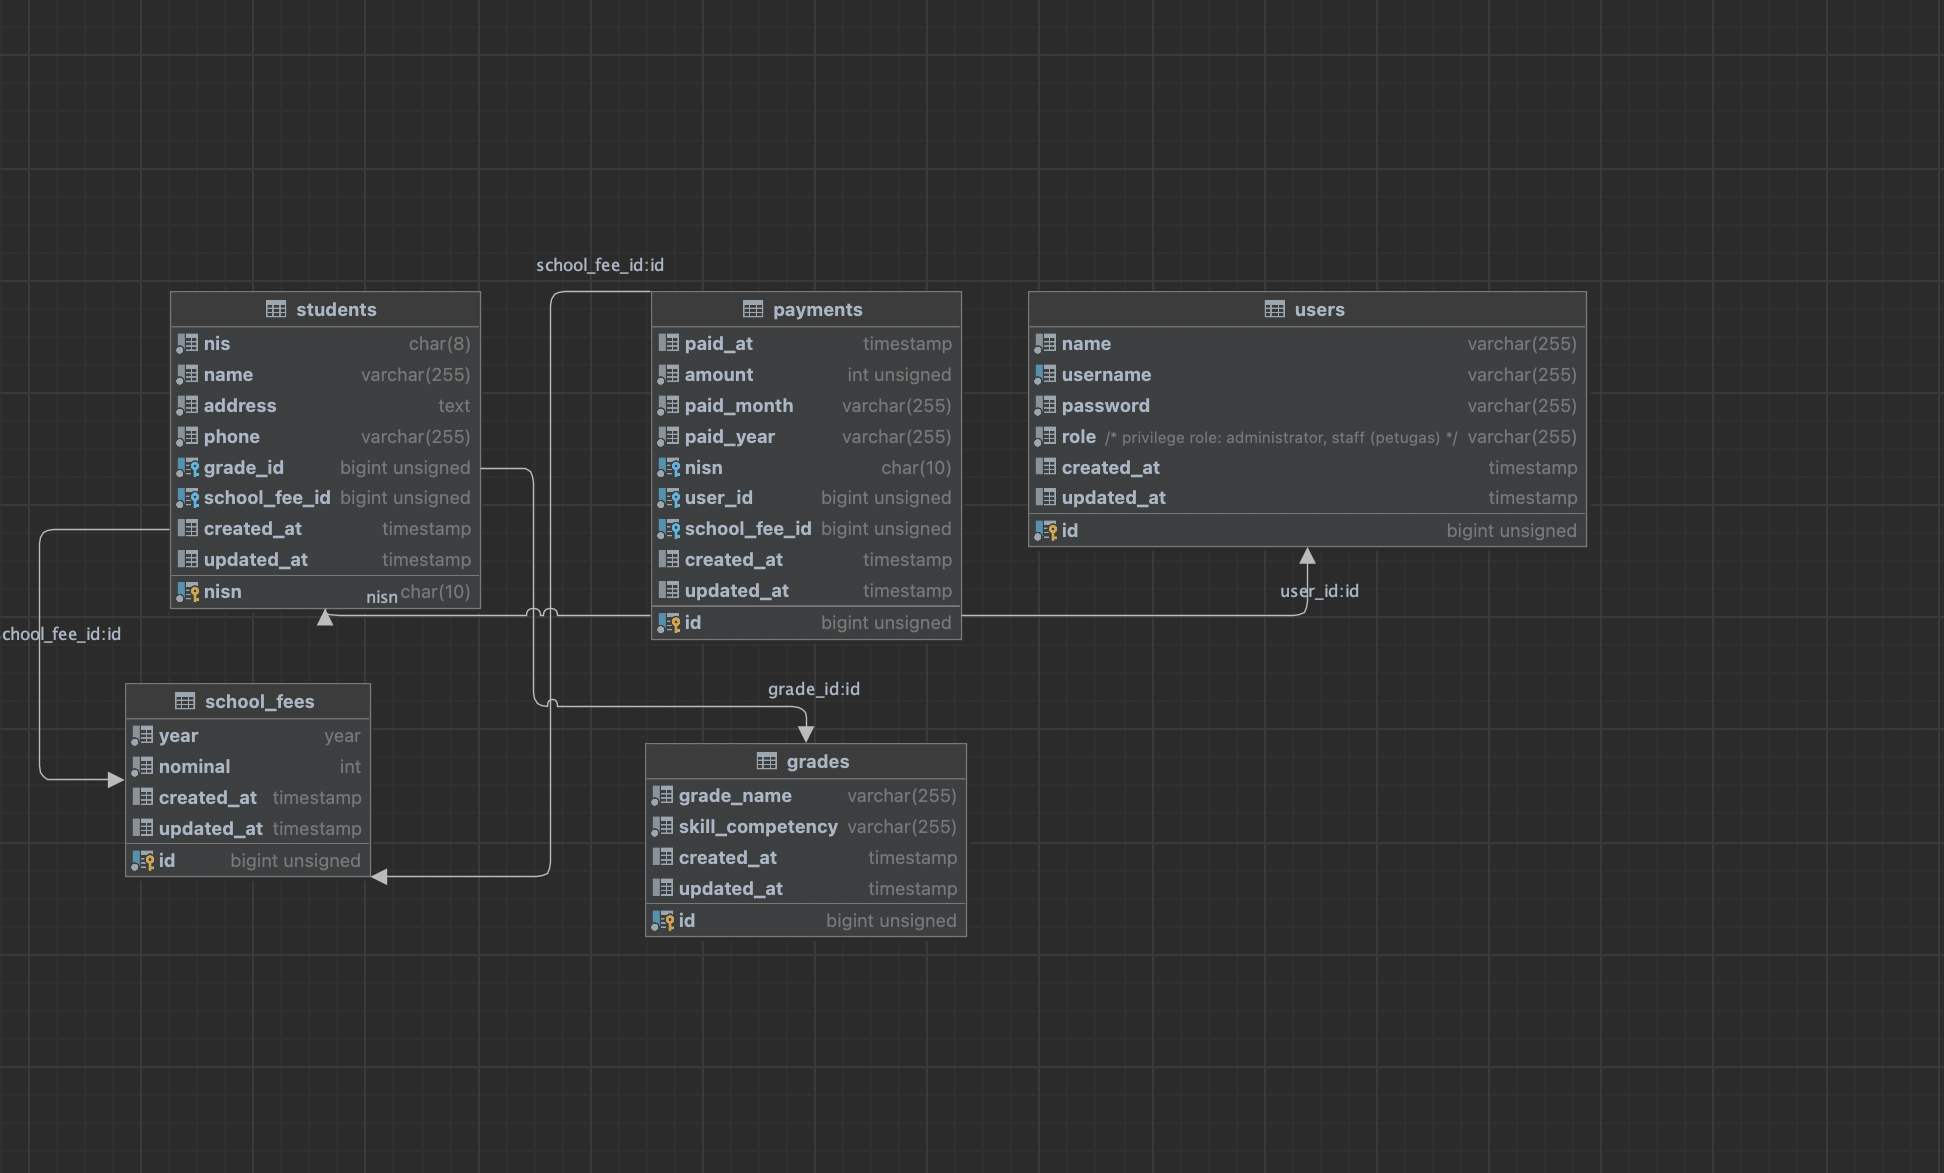 school_fee_id:id
students
nis char(8)
name varchar(255)
address text
phone varchar(255)
grade_id bigint unsigned
school_fee_id bigint unsigned
created_at timestamp
updated_at timestamp
nisn char(10)
nisn
payments
paid_at timestamp
amount int unsigned
paid_month varchar(255)
paid_year varchar(255)
nisn char(10)
user_id bigint unsigned
school_fee_id bigint unsigned
created_at timestamp
updated_at timestamp
id bigint unsigned
users
name varchar(255)
username varchar(255)
password varchar(255)
role /* privilege role: administrator, staff (petugas) */ varchar(255)
created_at timestamp
updated_at timestamp
id bigint unsigned
user_id:id
chool_fee_id:id
school_fees
year year
nominal int
created_at timestamp
updated_at timestamp
id bigint unsigned
grade_id:id
grades
grade_name varchar(255)
skill_competency varchar(255)
created_at timestamp
updated_at timestamp
id bigint unsigned